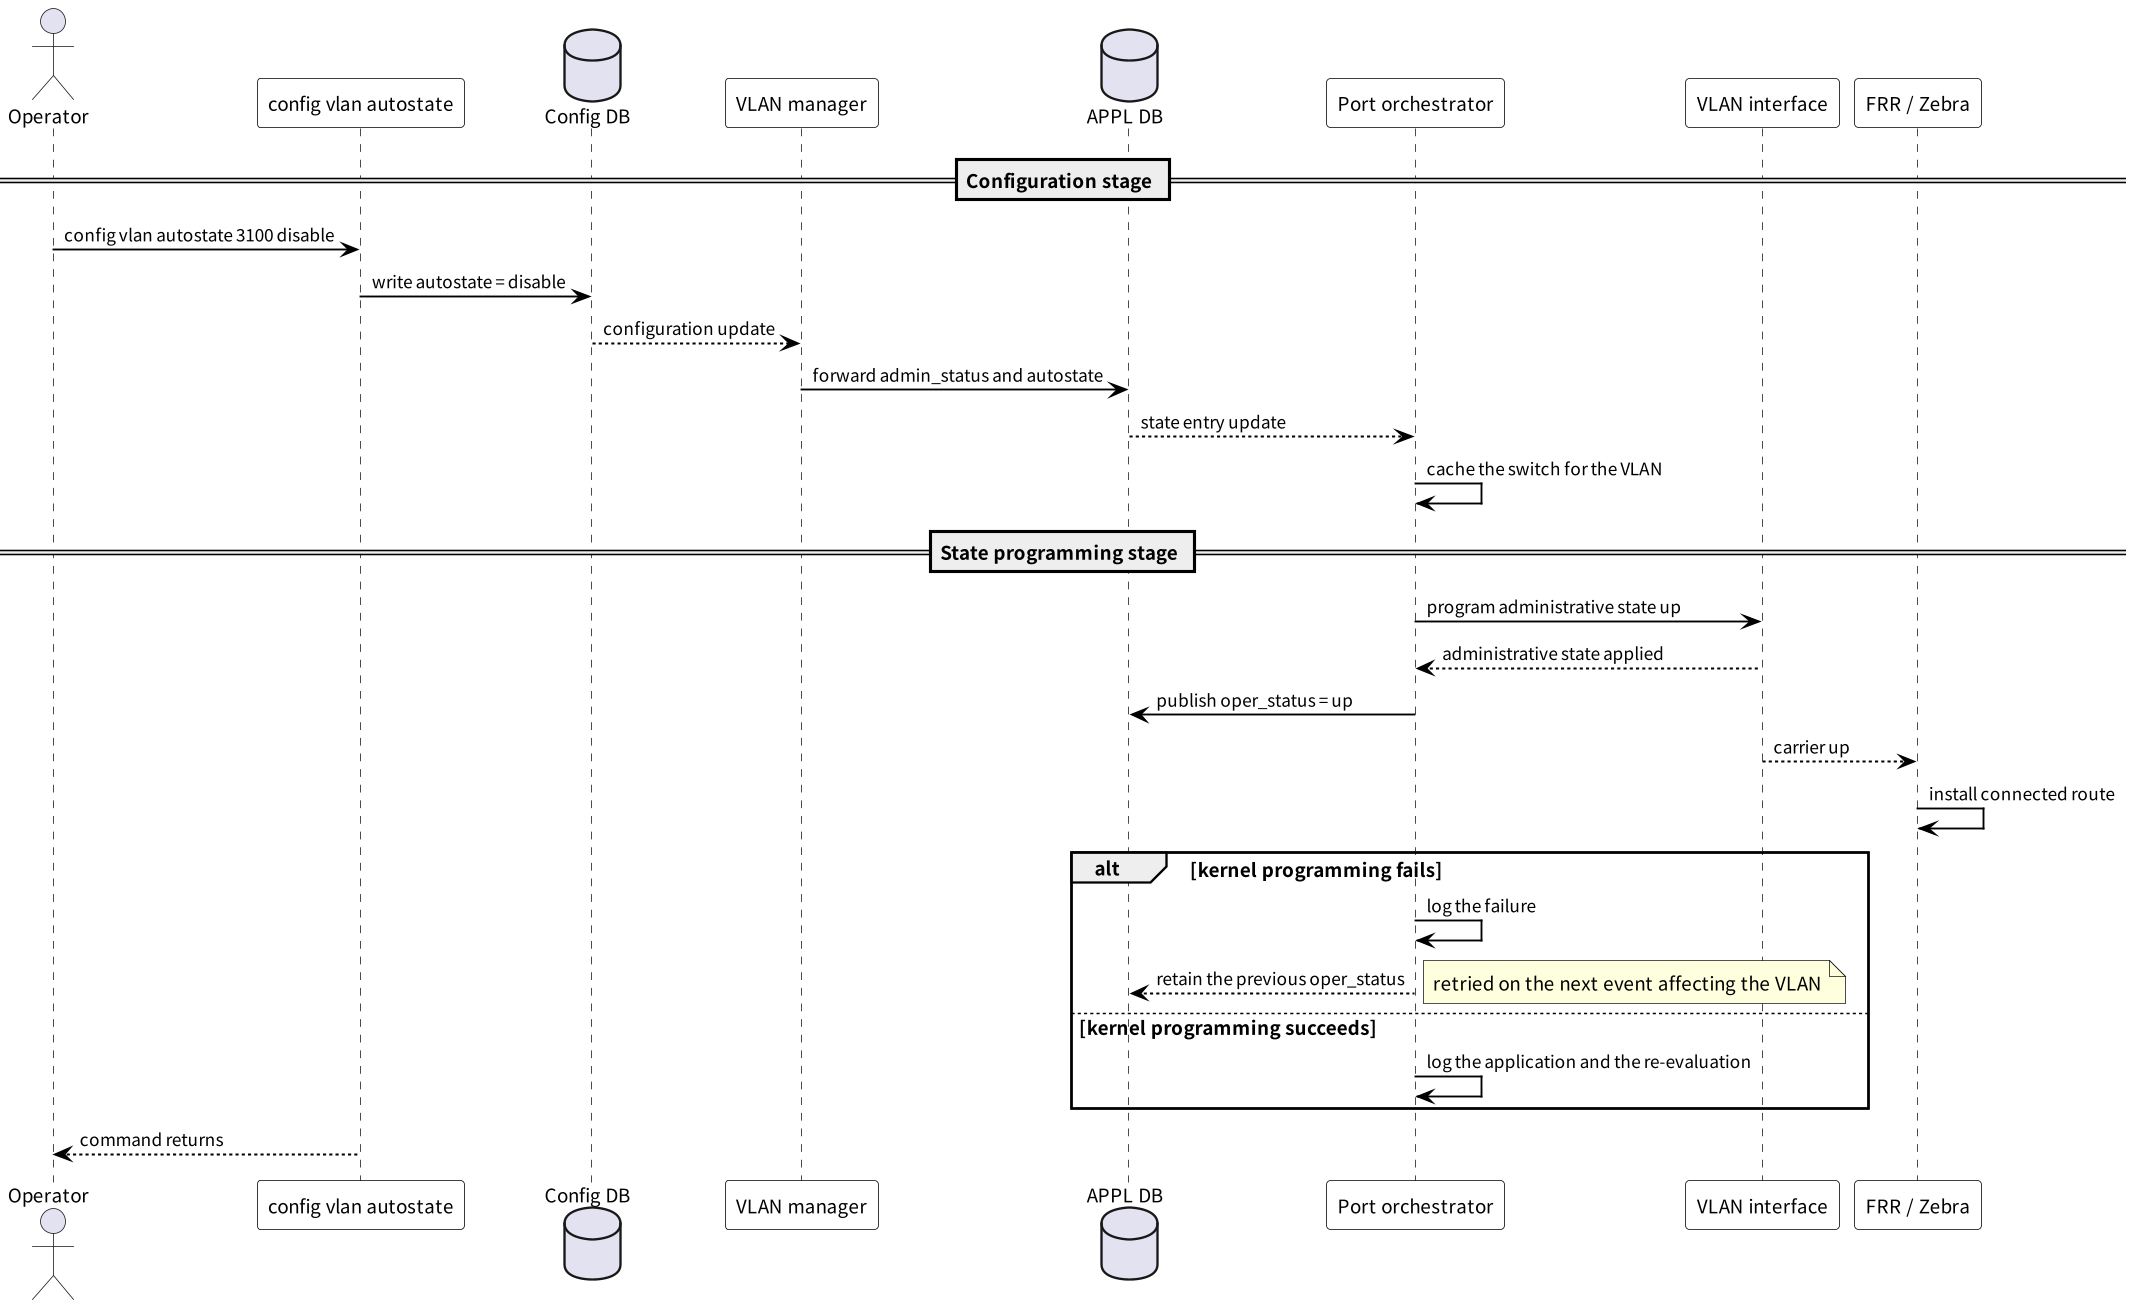 Operator
config vlan autostate
Config DB
VLAN manager
APPL DB
Port orchestrator
VLAN interface
FRR / Zebra
Configuration stage
config vlan autostate 3100 disable
write autostate = disable
configuration update
forward admin_status and autostate
state entry update
cache the switch for the VLAN
State programming stage
program administrative state up
administrative state applied
publish oper_status = up
carrier up
install connected route
alt
[kernel programming fails]
log the failure
retain the previous oper_status
retried on the next event affecting the VLAN
[kernel programming succeeds]
log the application and the re-evaluation
command returns
Operator
config vlan autostate
Config DB
VLAN manager
APPL DB
Port orchestrator
VLAN interface
FRR / Zebra